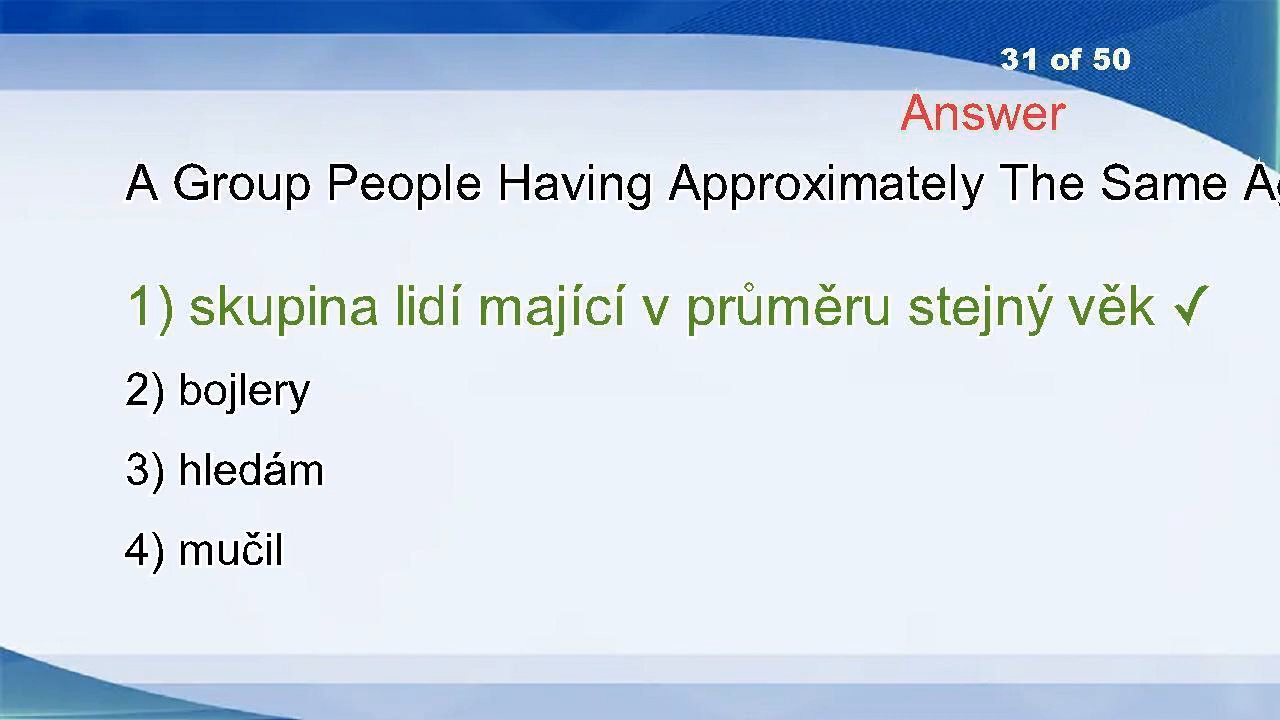 31 of 50
Answer
A Group People Having Approximately The Same
1) skupina lidí mající v průměru stejný věk ✓
2) bojlery
3) hledám
4) mučil